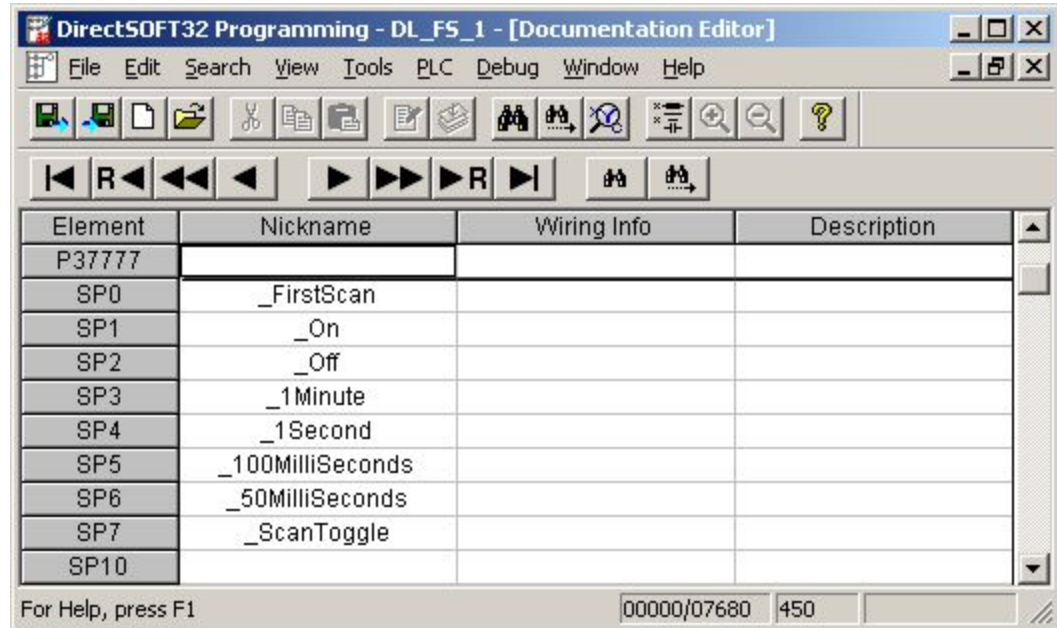 DirectSOFT32 Programming - DL_FS_1 - [Documentation Editor]
File Edit Search View Tools PLC Debug Window Help
R R
Element Nickname Wiring Info Description
P37777
SP0 _FirstScan
SP1 _On
SP2 _Off
SP3 _1Minute
SP4 _1Second
SP5 _100MilliSeconds
SP6 _50MilliSeconds
SP7 _ScanToggle
SP10
For Help, press F1 00000/07680 450